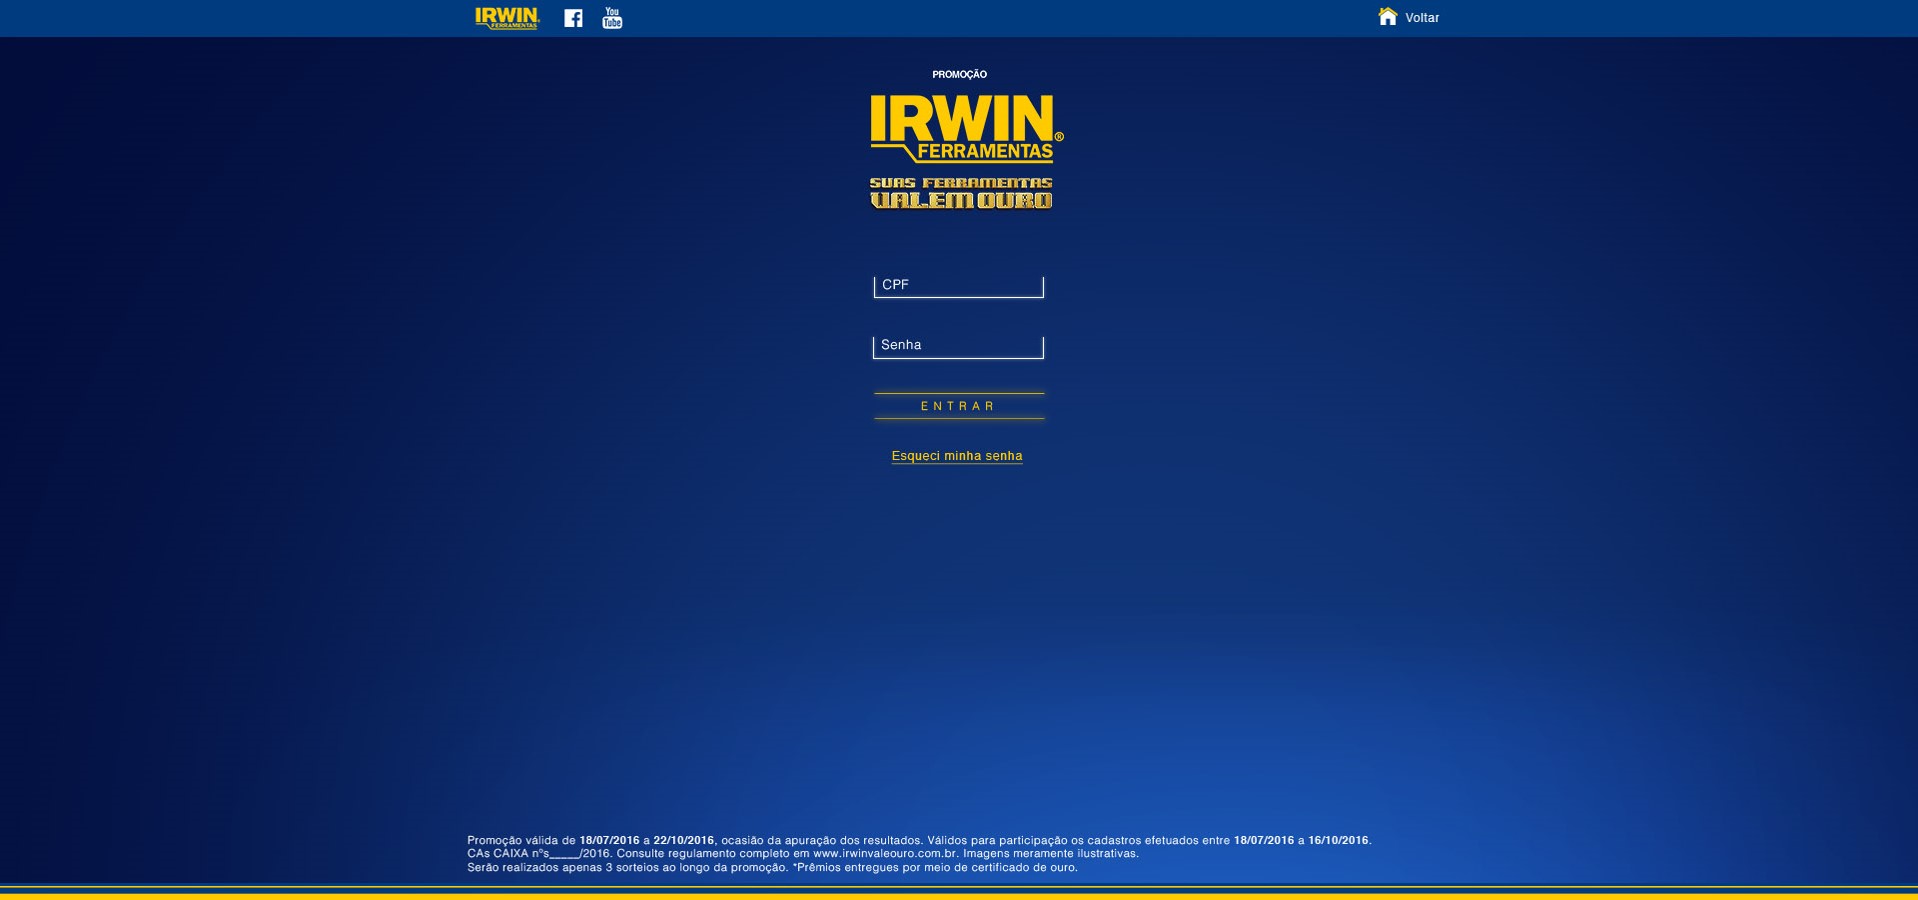 IRWIN
FERRAMENTAS
You
Tube
Voltar
PROMOÇÃO
IRWIN®
FERRAMENTAS
SUAS FERRAMENTAS
VALEM OURO
CPF
Senha
ENTRAR
Esqueci minha senha
Promoção válida de 18/07/2016 a 22/10/2016, ocasião da apuração dos resultados. Válidos para participação os cadastros efetuados entre 18/07/2016 a 16/10/2016.
CAs CAIXA nºs_____/2016. Consulte regulamento completo em www.irwinvaleouro.com.br. Imagens meramente ilustrativas.
Serão realizados apenas 3 sorteios ao longo da promoção. *Prêmios entregues por meio de certificado de ouro.